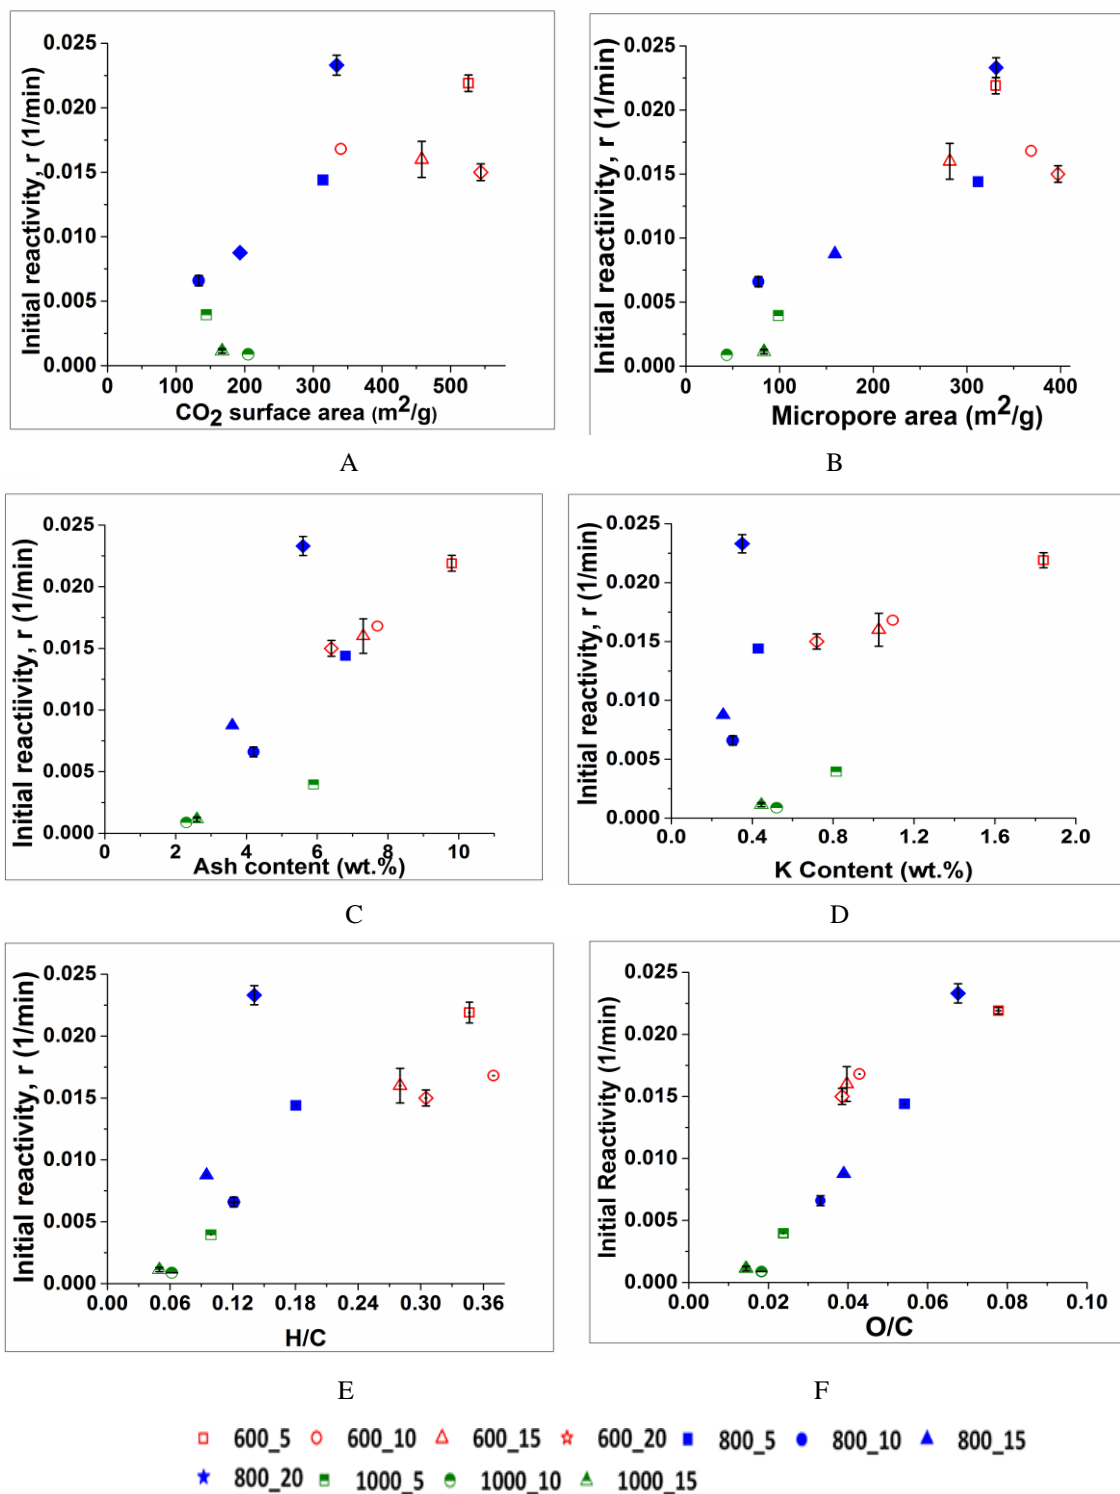 Initial reactivity, r (1/min)
0.025
0.020
0.015
0.010
0.005
0.000
0 100 200 300 400 500
CO2 surface area (m2/g)
A
Initial reactiivity, r (1/min)
0.025
0.020
0.015
0.010
0.005
0.000
0 100 200 300 400
Micropore area (m2/g)
B
Initial reactiivity, r (1/min)
0.025
0.020
0.015
0.010
0.005
0.000
0 2 4 6 8 10
Ash content (wt.%)
C
Initial reactiivity, r (1/min)
0.025
0.020
0.015
0.010
0.005
0.000
0.0 0.4 0.8 1.2 1.6 2.0
K Content (wt.%)
D
Initial reactivity, r (1/min)
0.025
0.020
0.015
0.010
0.005
0.000
0.00 0.06 0.12 0.18 0.24 0.30 0.36
H/C
E
Initial Reactivity (1/min)
0.025
0.020
0.015
0.010
0.005
0.000
0.00 0.02 0.04 0.06 0.08 0.10
O/C
F
600_5 600_10 600_15 600_20 800_5 800_10 800_15
800_20 1000_5 1000_10 1000_15